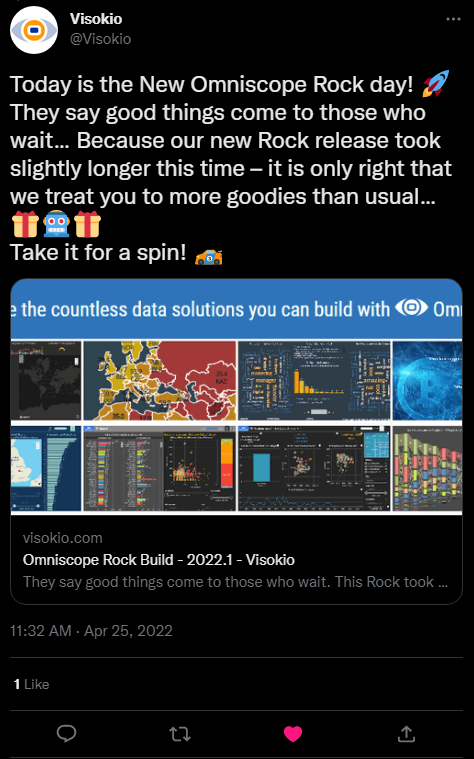 Visokio
@Visokio
Today is the New Omniscope Rock day! 🚀
They say good things come to those who
wait... Because our new Rock release took
slightly longer this time – it is only right that
we treat you to more goodies than usual...
🎁🤖🎁
Take it for a spin! 🏎️
e the countless data solutions you can build with Om
visokio.com
Omniscope Rock Build - 2022.1 - Visokio
They say good things come to those who wait. This Rock took ...
11:32 AM · Apr 25, 2022
1 Like